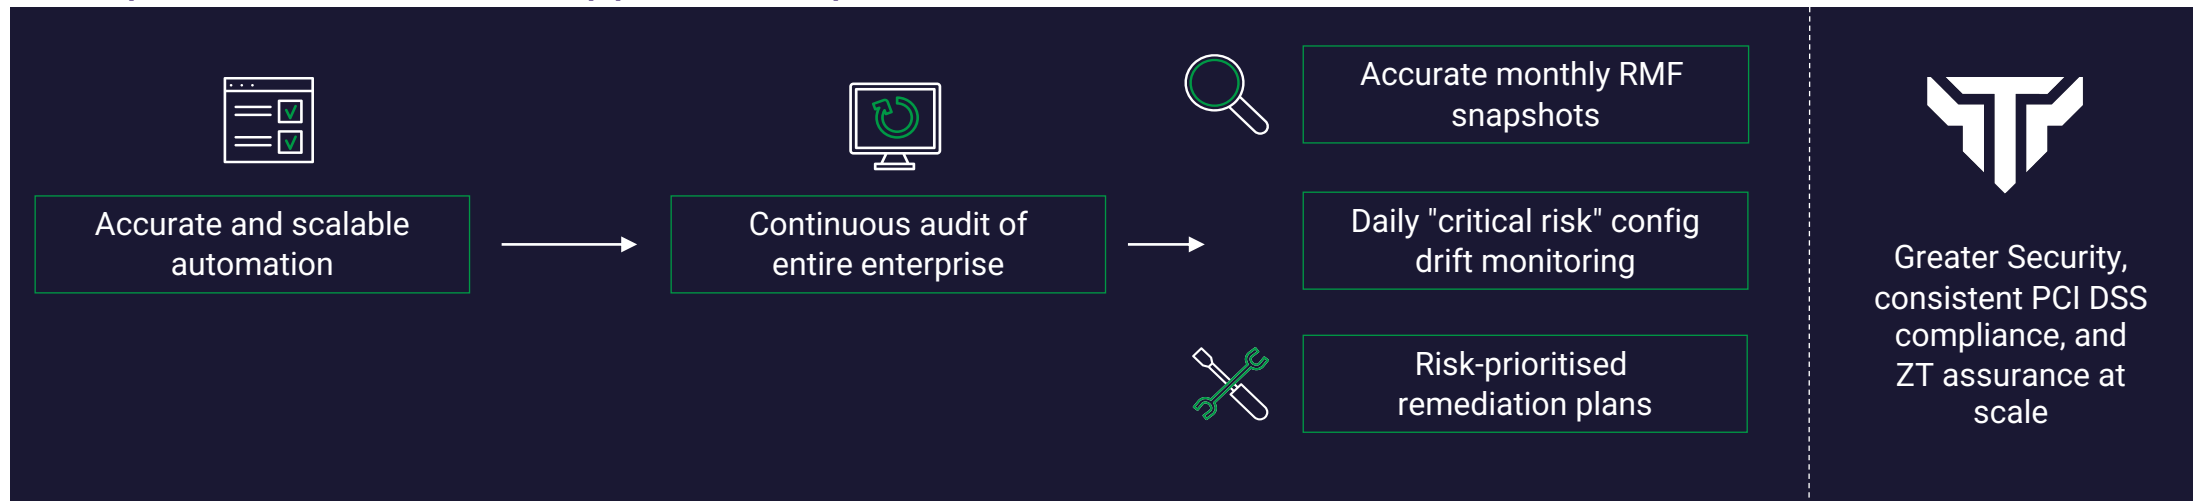 Accurate and scalable
automation
Continuous audit of
entire enterprise
Accurate monthly RMF
snapshots
Daily "critical risk" config
drift monitoring
Risk-prioritised
remediation plans
Greater Security,
consistent PCI DSS
compliance, and
ZT assurance at
scale